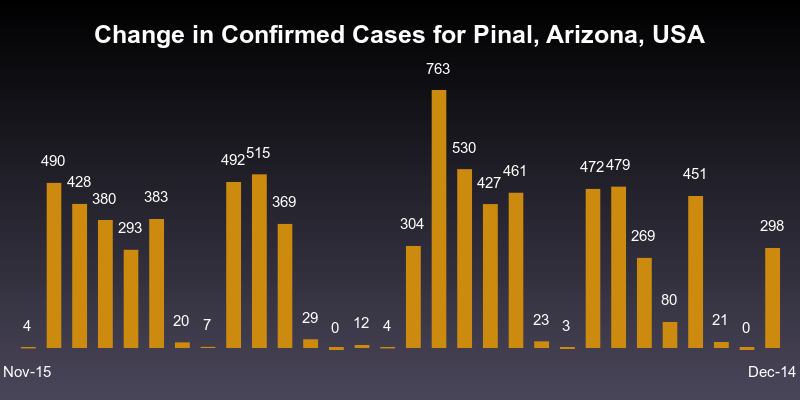 Change in Confirmed Cases for Pinal, Arizona, USA
4 490 428 380 293 383 20 7 492 515 369 29 0 12 4 304 763 530 427 461 23 3 472 479 269 80 451 21 0 298
Nov-15 Dec-14